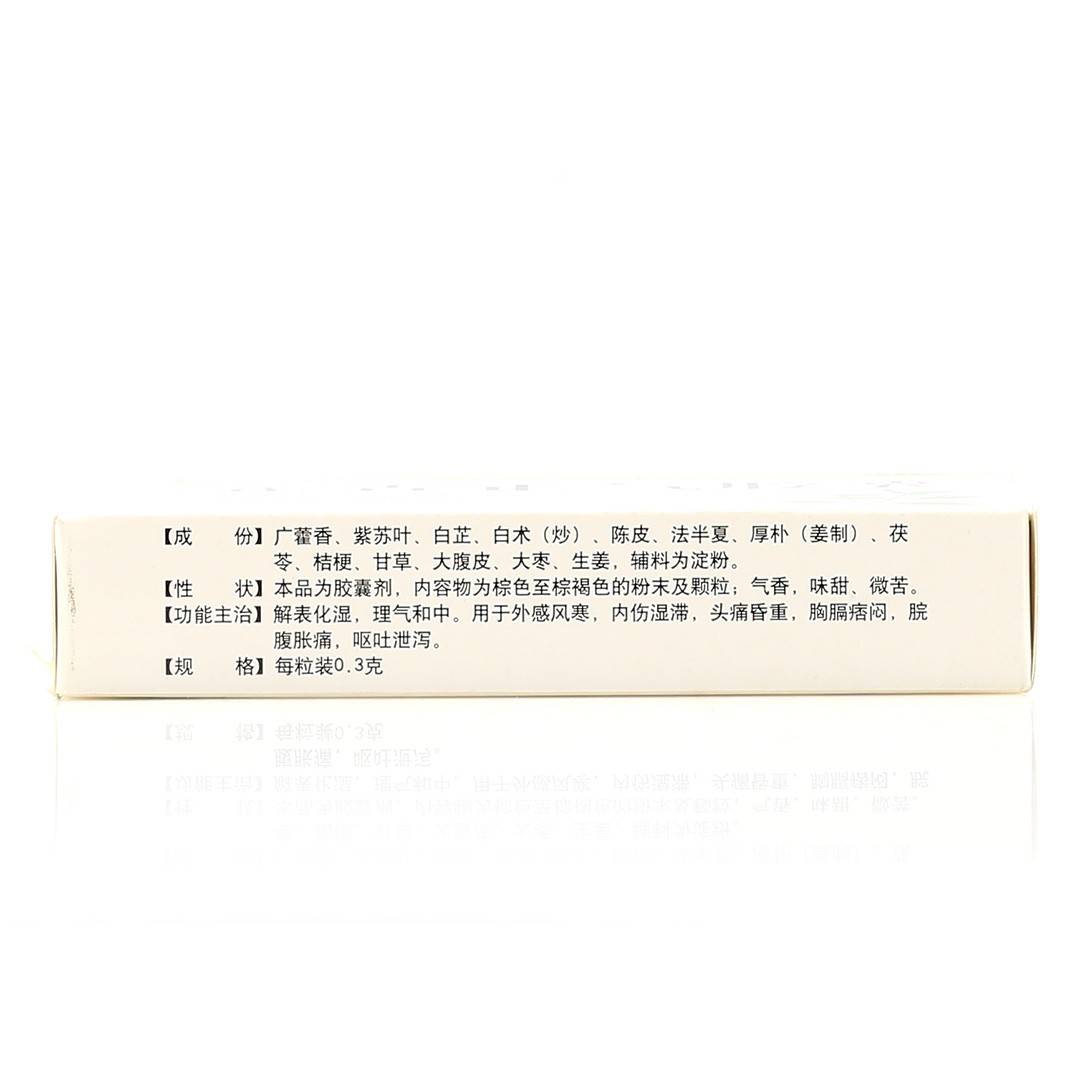 【成　份】广藿香、紫苏叶、白芷、白术（炒）、陈皮、法半夏、厚朴（姜制）、茯
苓、桔梗、甘草、大腹皮、大枣、生姜，辅料为淀粉。
【性　状】本品为胶囊剂，内容物为棕色至棕褐色的粉末及颗粒；气香，味甜、微苦。
【功能主治】解表化湿，理气和中。用于外感风寒，内伤湿滞，头痛昏重，胸膈痞闷，脘
腹胀痛，呕吐泄泻。
【规　格】每粒装0.3克